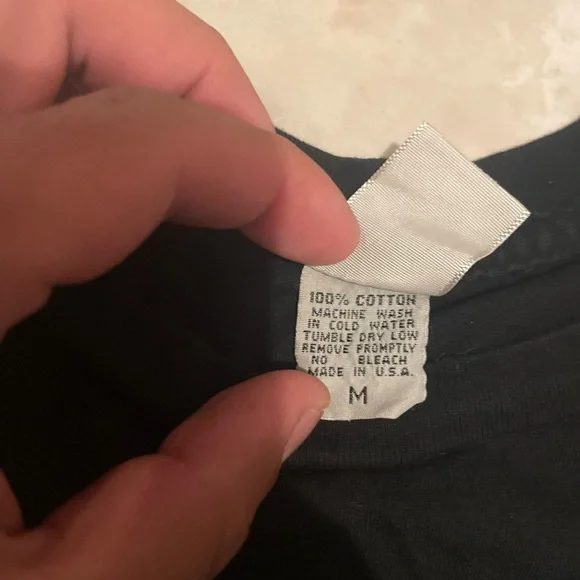 100% COTTON
MACHINE WASH
IN COLD WATER
TUMBLE DRY LOW
REMOVE PROMPTLY
NO BLEACH
MADE IN U.S.A.
M